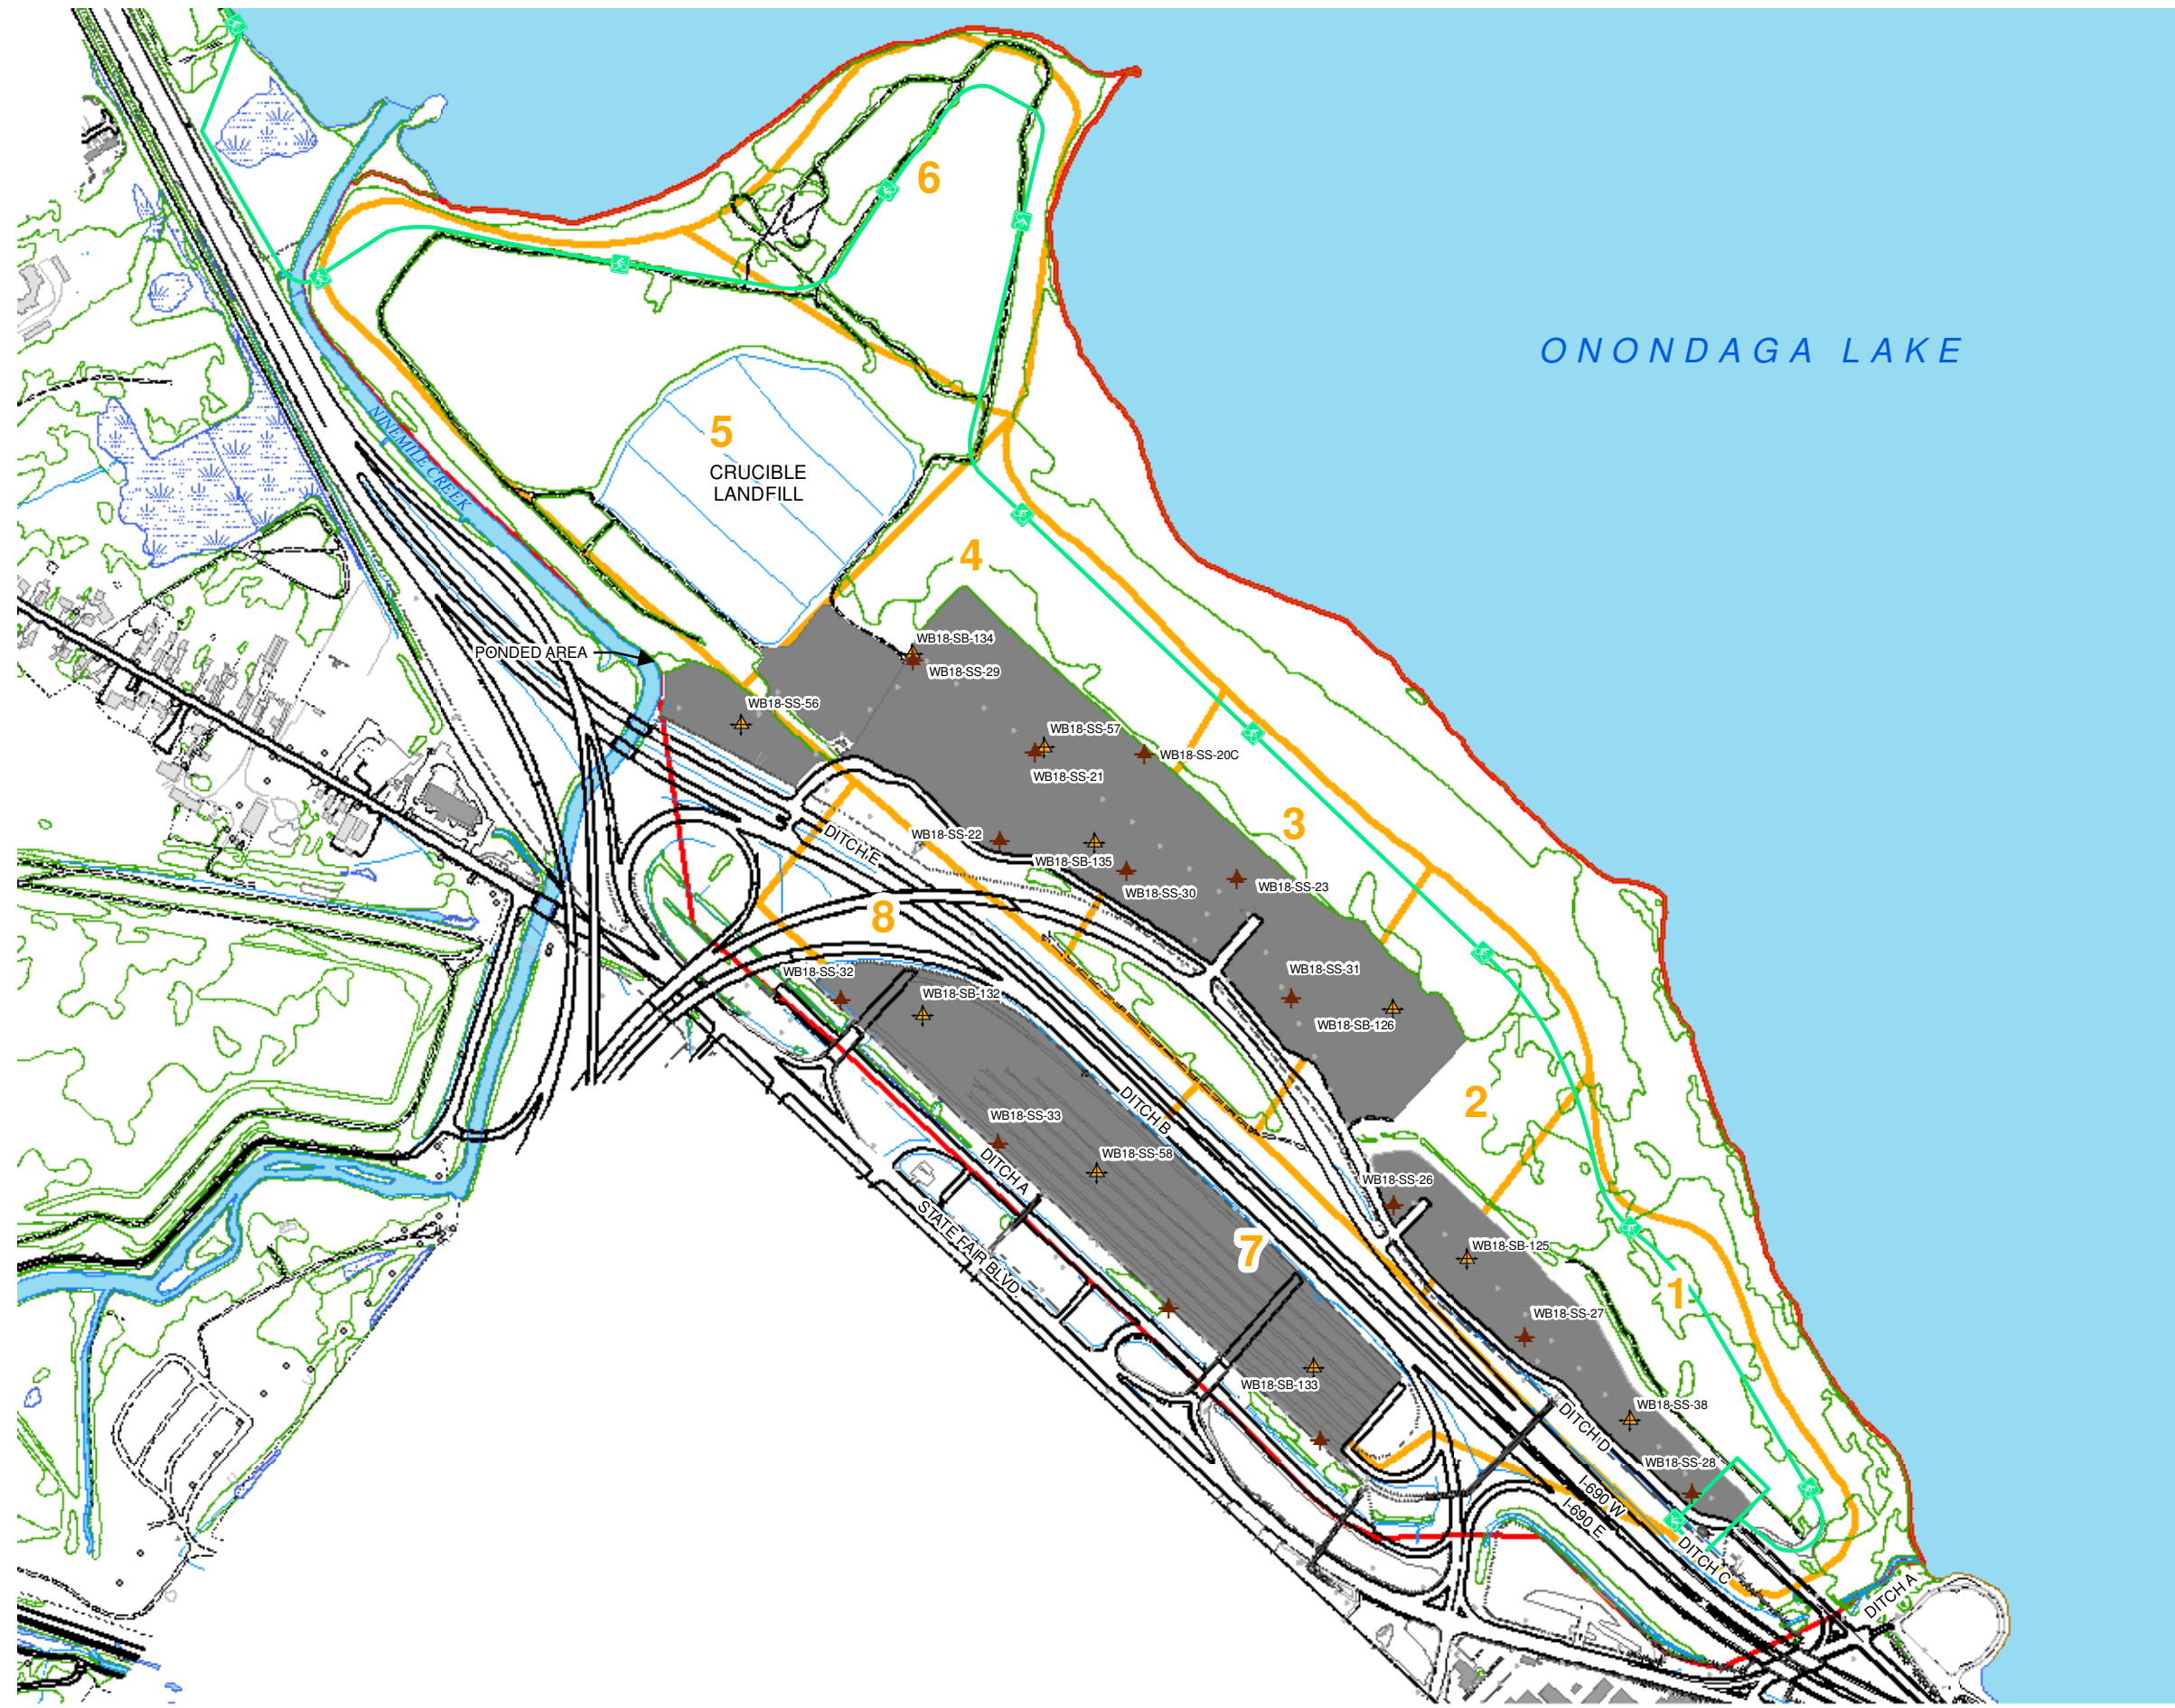 6
ONONDAGA LAKE
5
CRUCIBLE
LANDFILL
NINEMILE CREEK
4
WB18-SB-134
PONDED AREA
WB18-SS-29
WB18-SS-56
WB18-SS-57
WB18-SS-20C
WB18-SS-21
3
DITCH E
WB18-SS-22
WB18-SB-135
WB18-SS-30
WB18-SS-23
8
WB18-SS-32
WB18-SS-31
WB18-SB-132
WB18-SB-126
2
DITCH B
WB18-SS-33
WB18-SS-58
DITCH A
WB18-SS-26
STATE FAIR BLVD.
7
WB18-SB-125
1
WB18-SS-27
WB18-SB-133
WB18-SS-38
DITCH D
WB18-SS-28
I-690 W
I-690 E
DITCH C
DITCH A